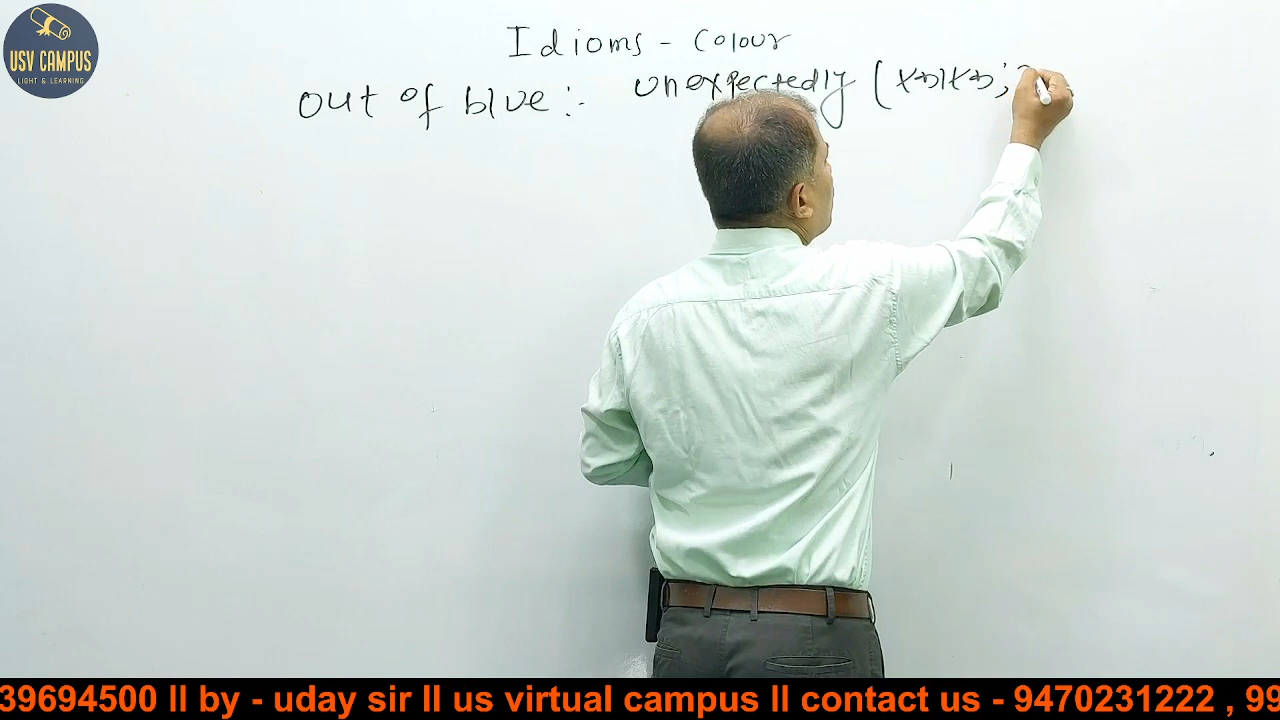 USV CAMPUS
LIGHT & LEARNING
Idioms - Colour
Out of blue :- unexpectedly (
39694500 ll by - uday sir ll us virtual campus ll contact us - 9470231222 , 99